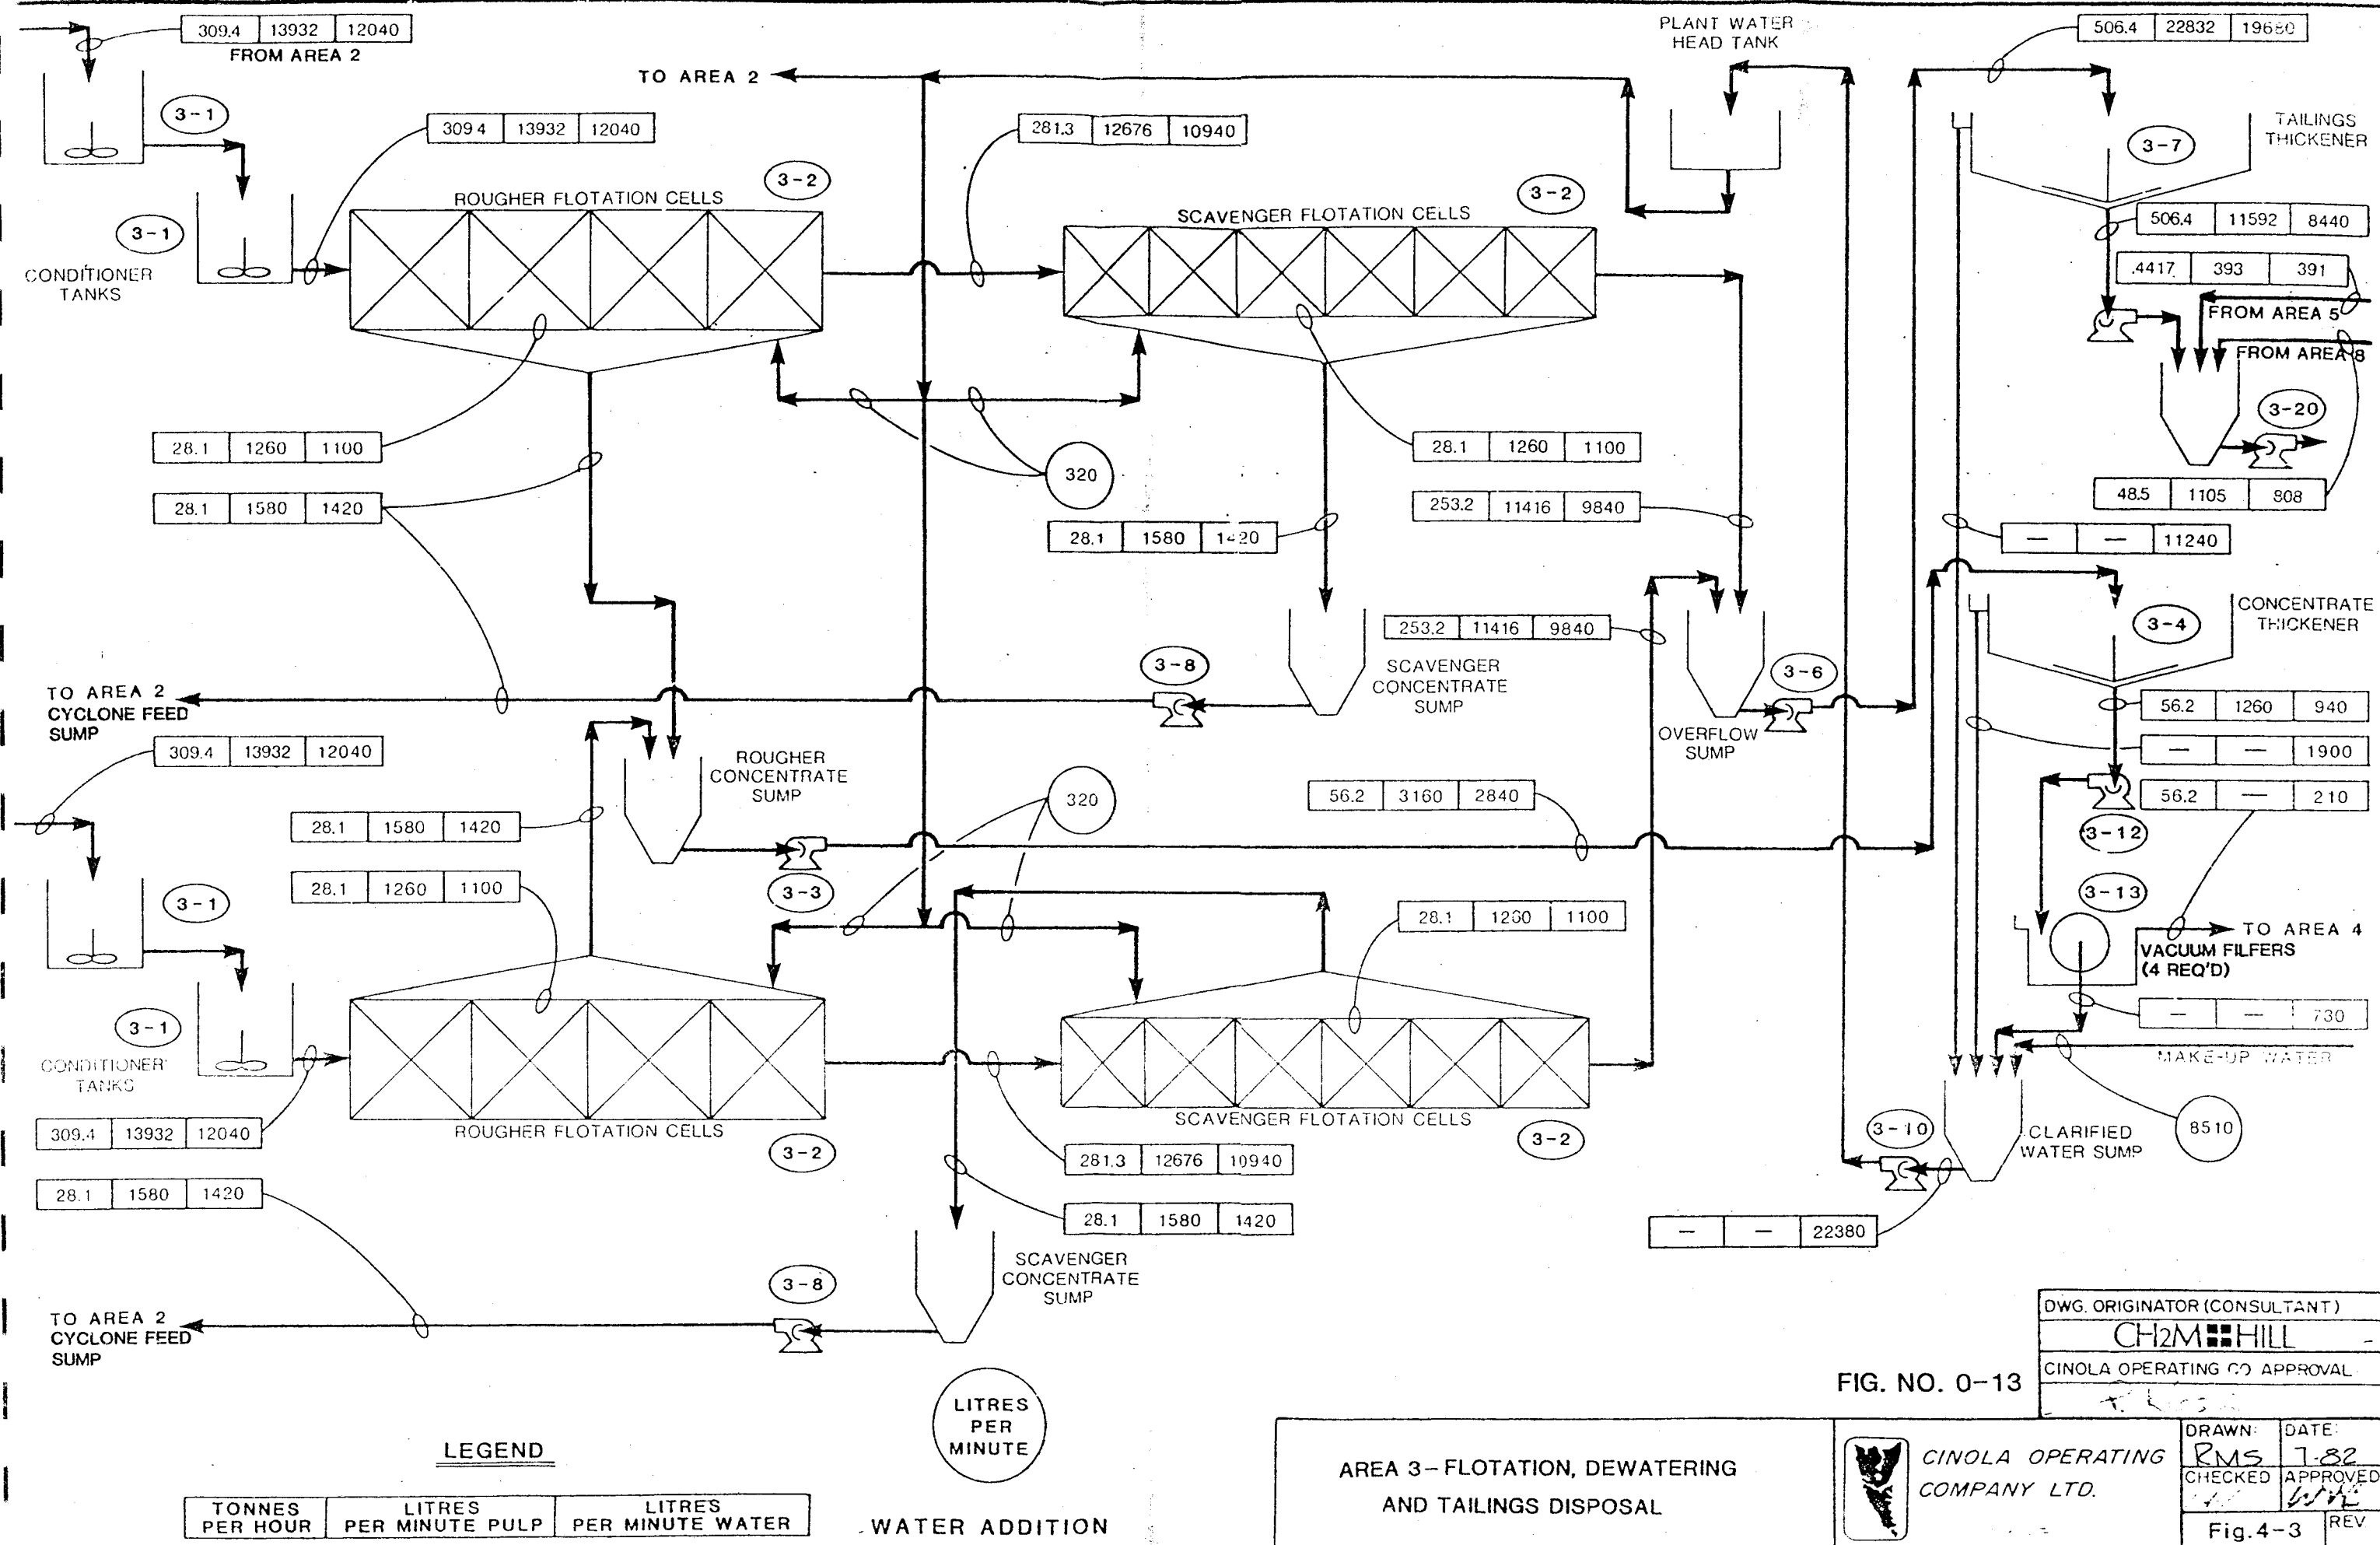 309.4 13932 12040
FROM AREA 2
TO AREA 2
PLANT WATER
HEAD TANK
506.4 22832 19680
3-1
309.4 13932 12040
281.3 12676 10940
TAILINGS
THICKENER
3-7
3-2
ROUGHER FLOTATION CELLS
3-2
SCAVENGER FLOTATION CELLS
3-1
506.4 11592 8440
CONDITIONER
TANKS
.4417 393 391
FROM AREA 5
FROM AREA 8
3-20
28.1 1260 1100
320
28.1 1260 1100
28.1 1580 1420
253.2 11416 9840
48.5 1105 808
28.1 1580 1420
— — 11240
CONCENTRATE
THICKENER
3-4
253.2 11416 9840
3-8
SCAVENGER
CONCENTRATE
SUMP
3-6
TO AREA 2
CYCLONE FEED
SUMP
56.2 1260 940
OVERFLOW
SUMP
309.4 13932 12040
ROUGHER
CONCENTRATE
SUMP
— — 1900
320
56.2 3160 2840
56.2 — 210
28.1 1580 1420
3-12
28.1 1260 1100
3-3
3-1
3-13
28.1 1260 1100
TO AREA 4
VACUUM FILFERS
(4 REQ'D)
3-1
— — 730
CONDITIONER
TANKS
MAKE-UP WATER
309.4 13932 12040
ROUGHER FLOTATION CELLS
3-2
SCAVENGER FLOTATION CELLS
3-2
3-10
CLARIFIED
WATER SUMP
8510
281.3 12676 10940
28.1 1580 1420
28.1 1580 1420
— — 22380
SCAVENGER
CONCENTRATE
SUMP
3-8
TO AREA 2
CYCLONE FEED
SUMP
DWG. ORIGINATOR (CONSULTANT)
CH2M HILL
CINOLA OPERATING CO APPROVAL
FIG. NO. 0-13
LITRES
PER
MINUTE
WATER ADDITION
LEGEND
TONNES
PER HOUR
LITRES
PER MINUTE PULP
LITRES
PER MINUTE WATER
AREA 3 – FLOTATION, DEWATERING
AND TAILINGS DISPOSAL
CINOLA OPERATING
COMPANY LTD.
DRAWN:
RMS
DATE:
7-82
CHECKED
APPROVED
Fig. 4-3
REV